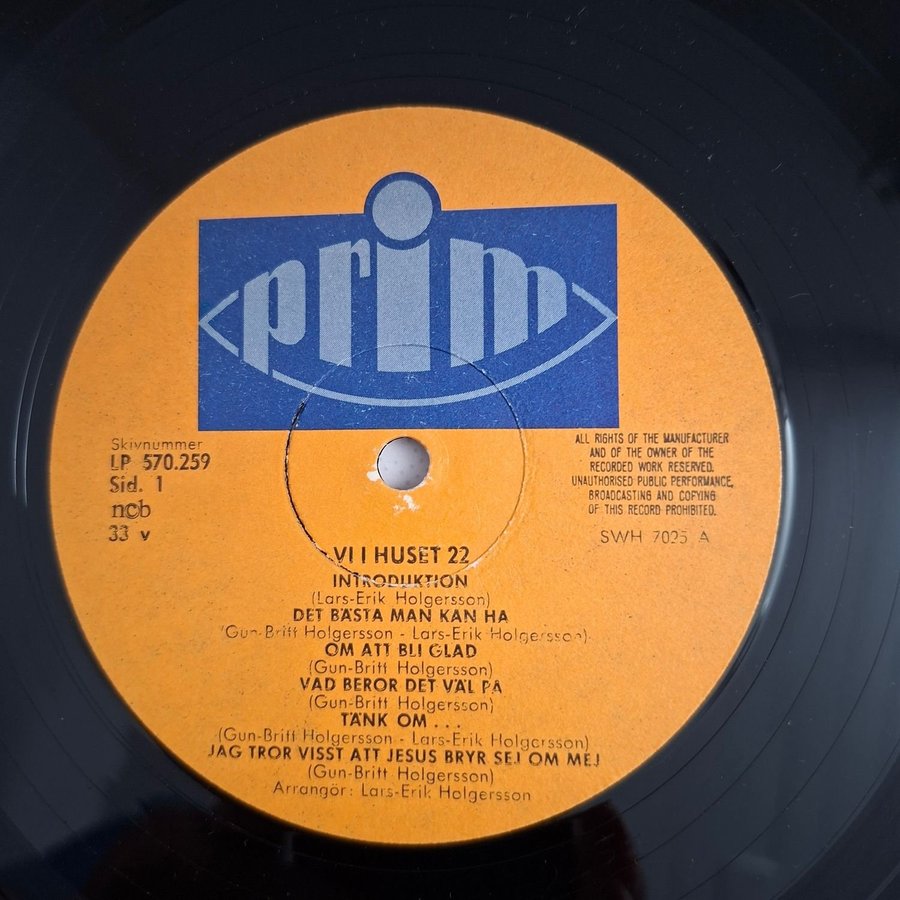 prim
Skivnummer
LP 570.259
Sid. 1
ncb
33 v
ALL RIGHTS OF THE MANUFACTURER
AND OF THE OWNER OF THE
RECORDED WORK RESERVED.
UNAUTHORISED PUBLIC PERFORMANCE,
BROADCASTING AND COPYING
OF THIS RECORD PROHIBITED.
SWH 7025 A
VI I HUSET 22
INTRODUKTION
(Lars-Erik Holgersson)
DET BÄSTA MAN KAN HA
(Gun-Britt Holgersson - Lars-Erik Holgersson)
OM ATT BLI GLAD
(Gun-Britt Holgersson)
VAD BEROR DET VÄL PÅ
(Gun-Britt Holgersson)
TÄNK OM . . .
(Gun-Britt Holgersson - Lars-Erik Holgersson)
JAG TROR VISST ATT JESUS BRYR SEJ OM MEJ
(Gun-Britt Holgersson)
Arrangör: Lars-Erik Holgersson